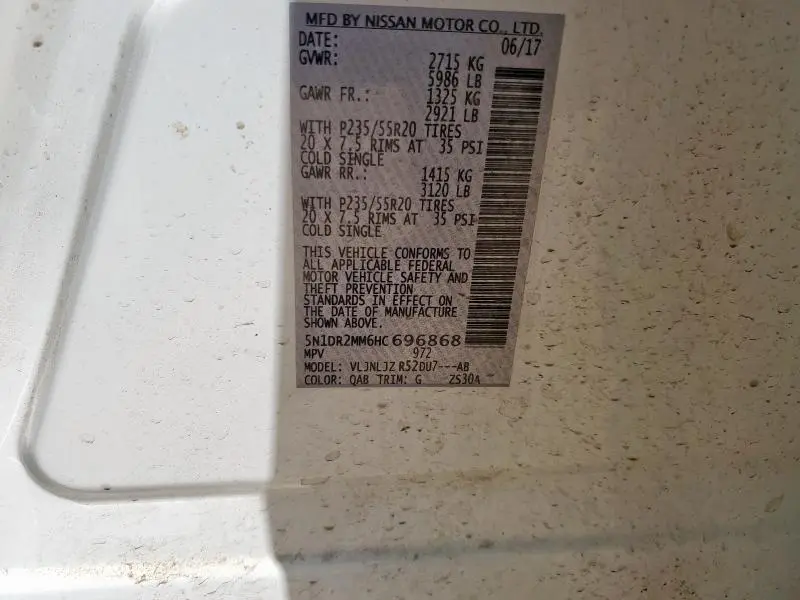 MFD BY NISSAN MOTOR CO., LTD.
DATE: 06/17
GVWR: 2715 KG
5986 LB
GAWR FR.: 1325 KG
2921 LB
WITH P235/55R20 TIRES
20 X 7.5 RIMS AT 35 PSI
COLD SINGLE
GAWR RR.: 1415 KG
3120 LB
WITH P235/55R20 TIRES
20 X 7.5 RIMS AT 35 PSI
COLD SINGLE
THIS VEHICLE CONFORMS TO
ALL APPLICABLE FEDERAL
MOTOR VEHICLE SAFETY AND
THEFT PREVENTION
STANDARDS IN EFFECT ON
THE DATE OF MANUFACTURE
SHOWN ABOVE.
5N1DR2MM6HC696868
MPV 972
MODEL: VLJNLJZ R52DU7---AB
COLOR: QAB TRIM: G ZS30A